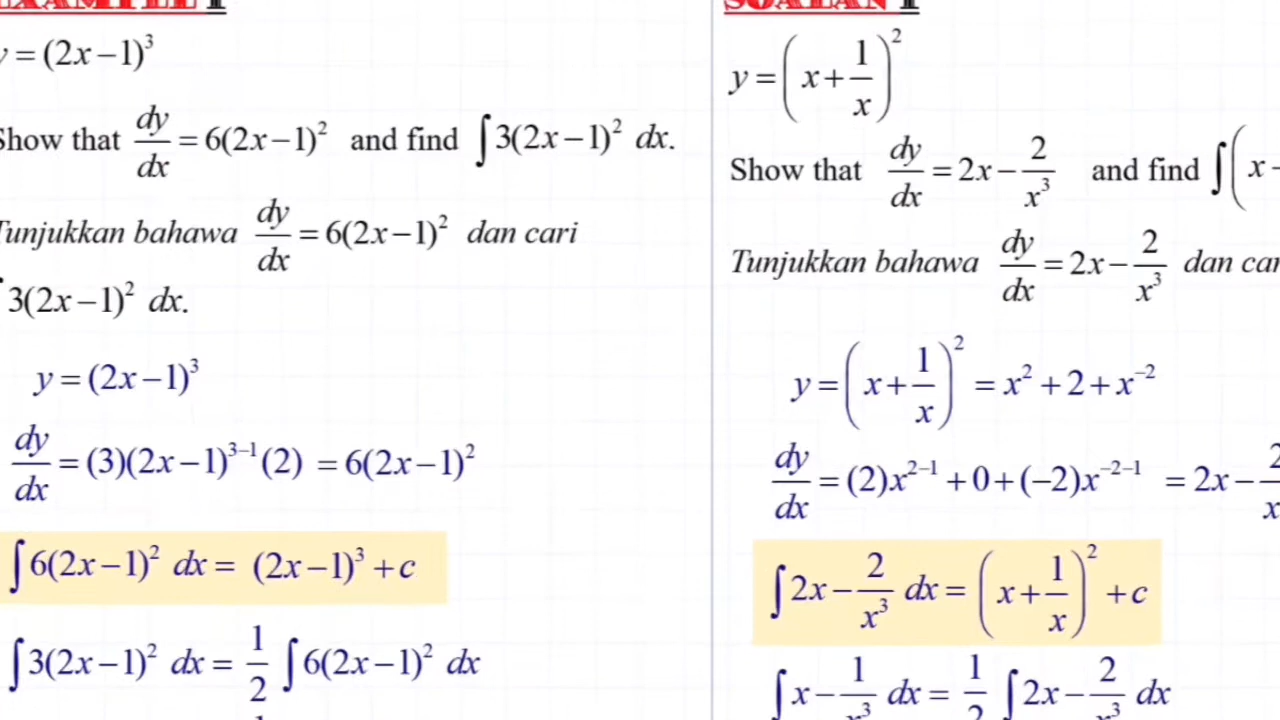 y = (2x−1)³
Show that dy/dx = 6(2x−1)² and find ∫3(2x−1)² dx.
Tunjukkan bahawa dy/dx = 6(2x−1)² dan cari
3(2x−1)² dx.
y = (2x−1)³
dy/dx = (3)(2x−1)³⁻¹(2) = 6(2x−1)²
∫6(2x−1)² dx = (2x−1)³ + c
∫3(2x−1)² dx = 1/2 ∫6(2x−1)² dx
y = (x + 1/x)²
Show that dy/dx = 2x − 2/x³ and find ∫(x −
Tunjukkan bahawa dy/dx = 2x − 2/x³ dan car
y = (x + 1/x)² = x² + 2 + x⁻²
dy/dx = (2)x²⁻¹ + 0 + (−2)x⁻²⁻¹ = 2x − 2/x
∫2x − 2/x³ dx = (x + 1/x)² + c
∫x − 1/x³ dx = 1/2 ∫2x − 2/x³ dx